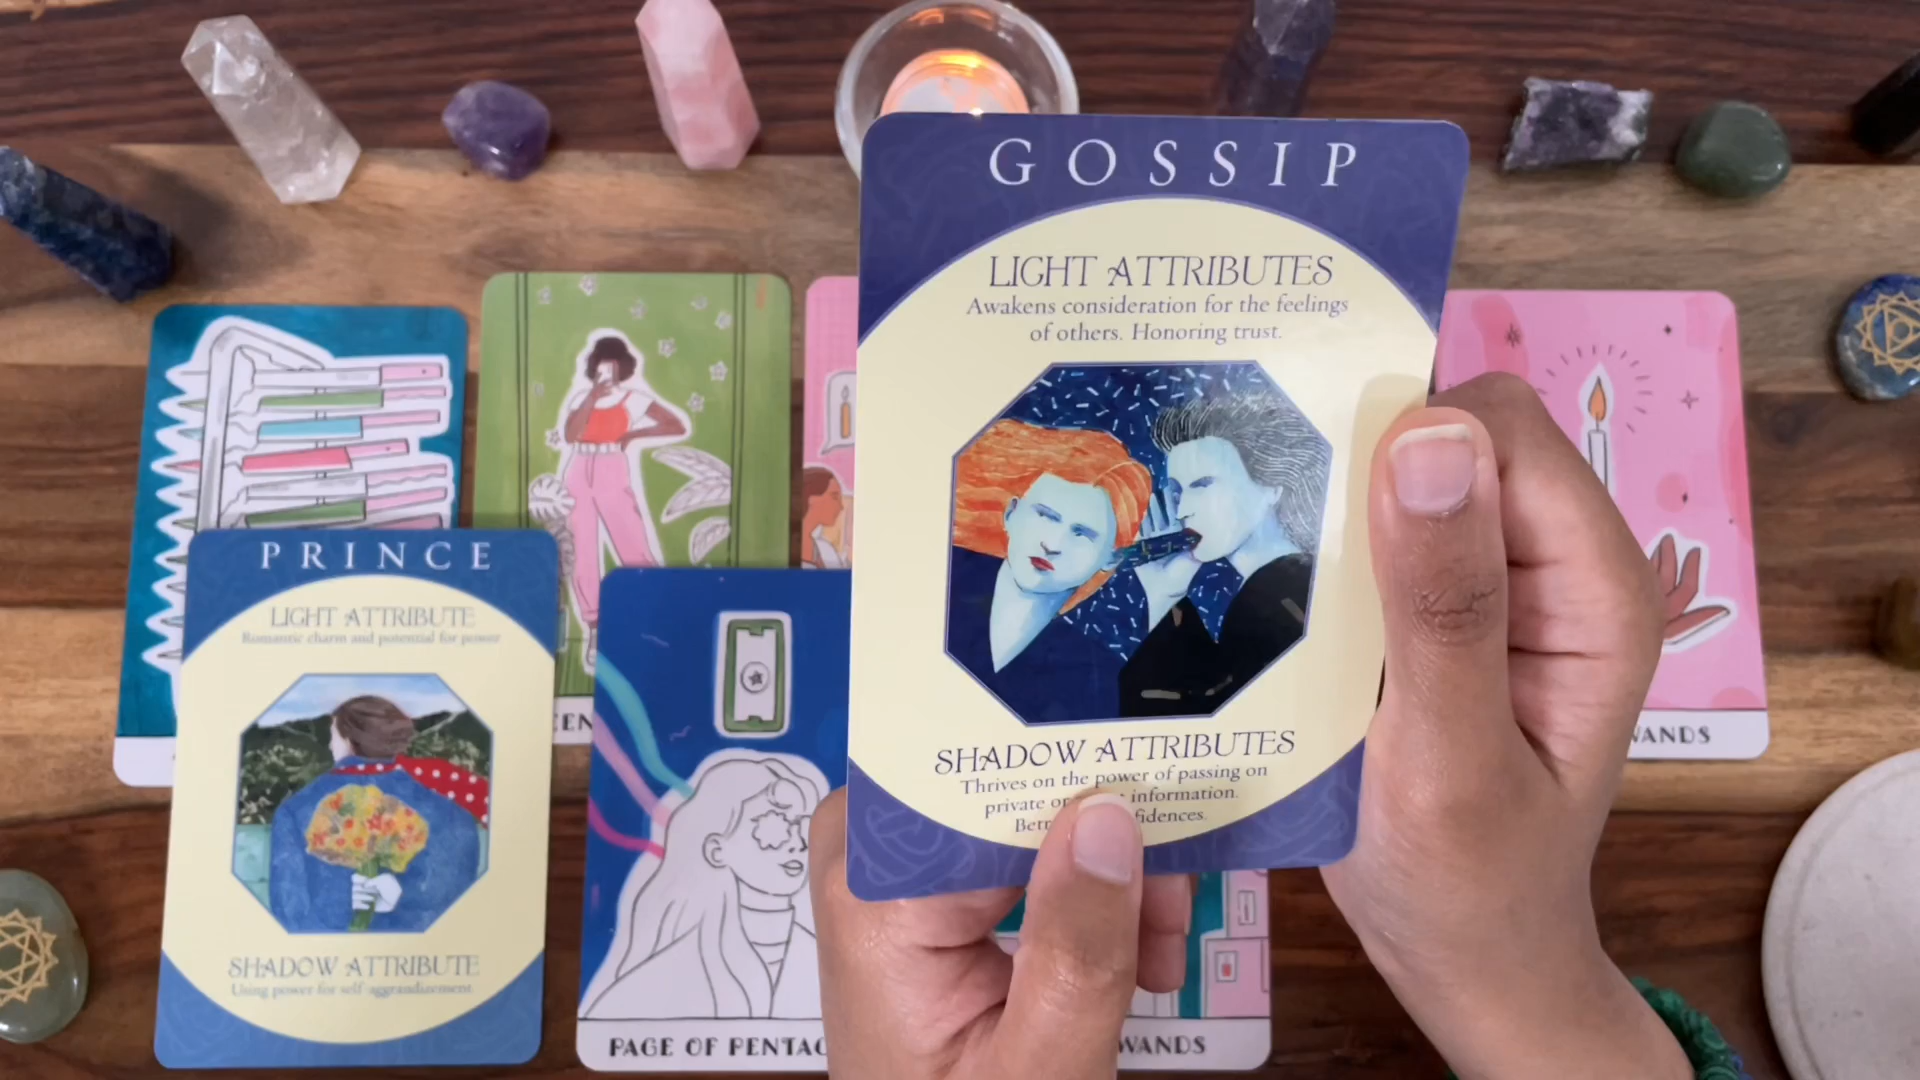 GOSSIP
LIGHT ATTRIBUTES
Awakens consideration for the feelings
of others. Honoring trust.
SHADOW ATTRIBUTES
Thrives on the power of passing on
private or information.
PRINCE
LIGHT ATTRIBUTE
Romantic charm and potential for power
SHADOW ATTRIBUTE
Using power for self-aggrandizement
PAGE OF PENTAC
WANDS
WANDS